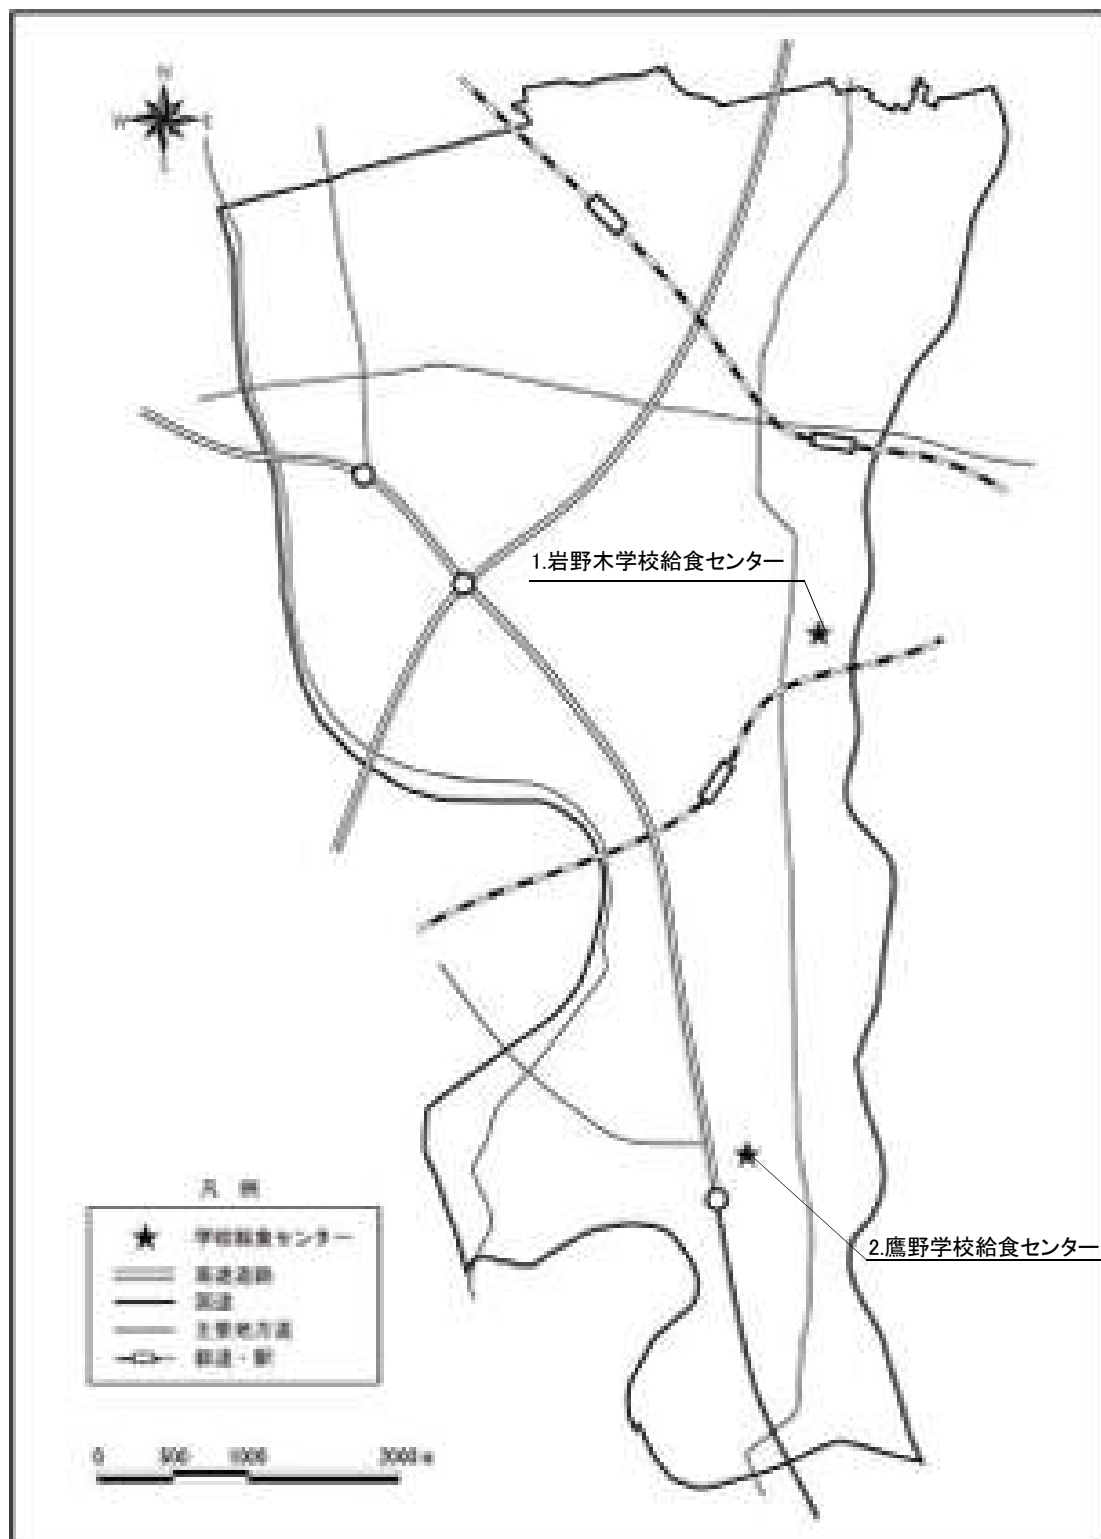 N
W E
1.岩野木学校給食センター
2.鷹野学校給食センター
凡 例
学校給食センター
高速道路
国道
主要地方道
鉄道・駅
0 500 1000 2000 m